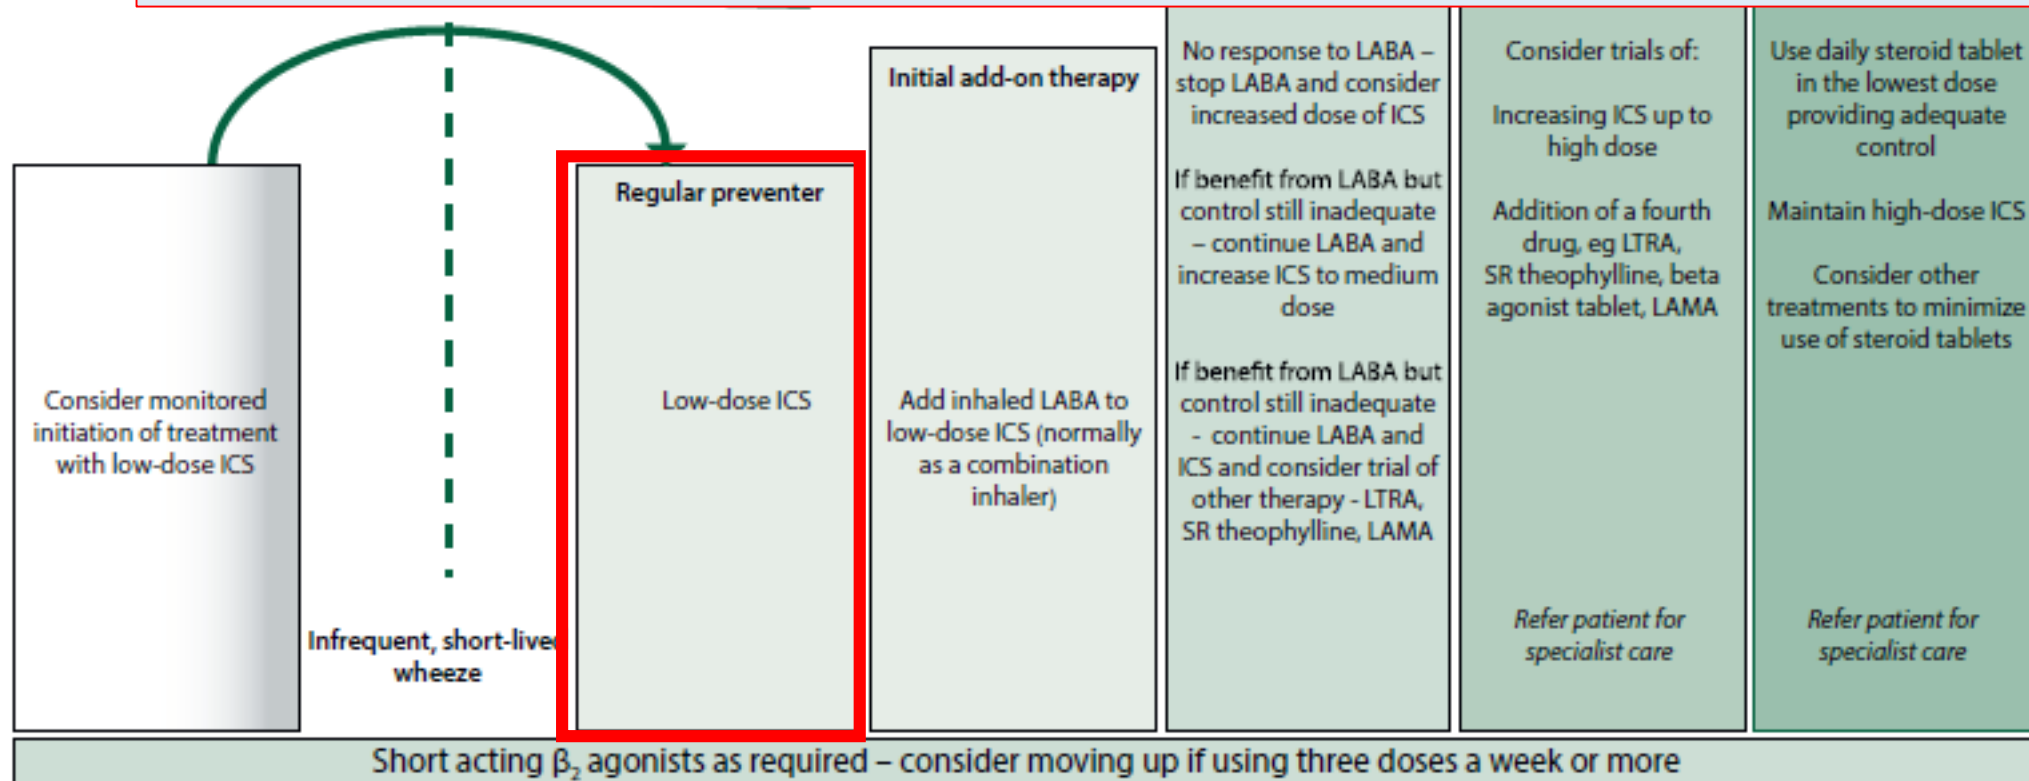 Consider monitored
initiation of treatment
with low-dose ICS
Infrequent, short-lived
wheeze
Regular preventer
Low-dose ICS
Initial add-on therapy
Add inhaled LABA to
low-dose ICS (normally
as a combination
inhaler)
No response to LABA –
stop LABA and consider
increased dose of ICS
If benefit from LABA but
control still inadequate
– continue LABA and
increase ICS to medium
dose
If benefit from LABA but
control still inadequate
- continue LABA and
ICS and consider trial of
other therapy - LTRA,
SR theophylline, LAMA
Consider trials of:
Increasing ICS up to
high dose
Addition of a fourth
drug, eg LTRA,
SR theophylline, beta
agonist tablet, LAMA
Refer patient for
specialist care
Use daily steroid tablet
in the lowest dose
providing adequate
control
Maintain high-dose ICS
Consider other
treatments to minimize
use of steroid tablets
Refer patient for
specialist care
Short acting β₂ agonists as required – consider moving up if using three doses a week or more